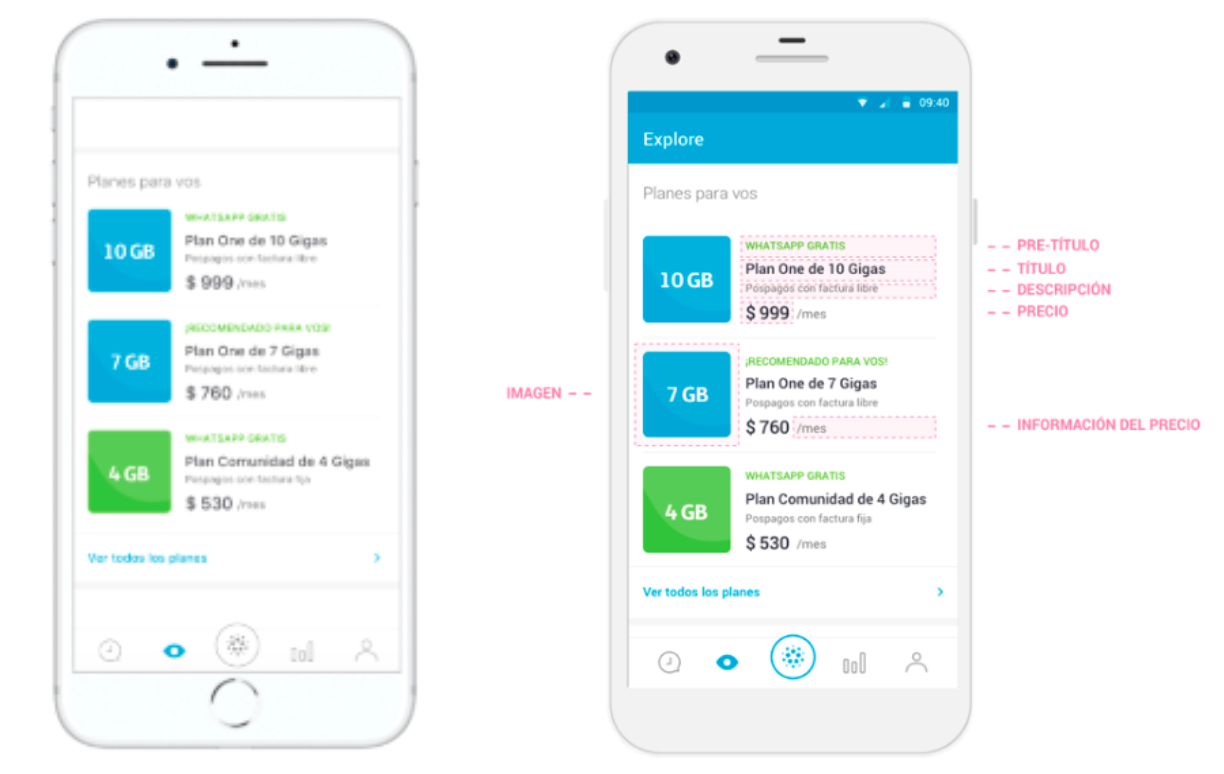 Planes para vos
10 GB
WHATSAPP GRATIS
Plan One de 10 Gigas
Pospagos con factura libre
$ 999 /mes
7 GB
¡RECOMENDADO PARA VOS!
Plan One de 7 Gigas
Pospagos con factura libre
$ 760 /mes
4 GB
WHATSAPP GRATIS
Plan Comunidad de 4 Gigas
Pospagos con factura fija
$ 530 /mes
Ver todos los planes
09:40
Explore
Planes para vos
10 GB
WHATSAPP GRATIS
Plan One de 10 Gigas
Pospagos con factura libre
$ 999 /mes
7 GB
¡RECOMENDADO PARA VOS!
Plan One de 7 Gigas
Pospagos con factura libre
$ 760 /mes
4 GB
WHATSAPP GRATIS
Plan Comunidad de 4 Gigas
Pospagos con factura fija
$ 530 /mes
Ver todos los planes
IMAGEN
PRE-TÍTULO
TÍTULO
DESCRIPCIÓN
PRECIO
INFORMACIÓN DEL PRECIO